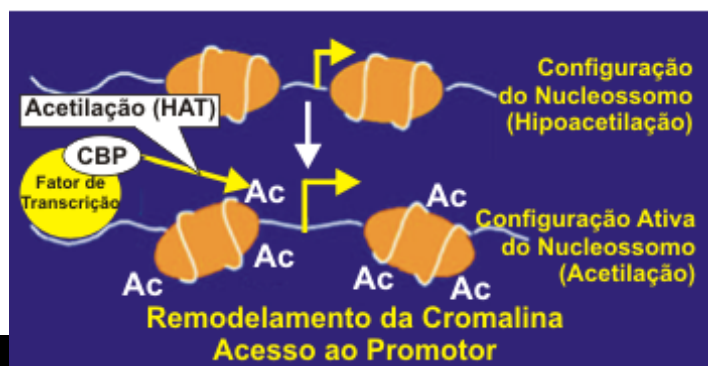 Configuração
do Nucleossomo
(Hipoacetilação)
Acetilação (HAT)
CBP
Fator de
Transcrição
Ac
Ac
Ac
Ac
Ac
Ac
Configuração Ativa
do Nucleossomo
(Acetilação)
Remodelamento da Cromalina
Acesso ao Promotor